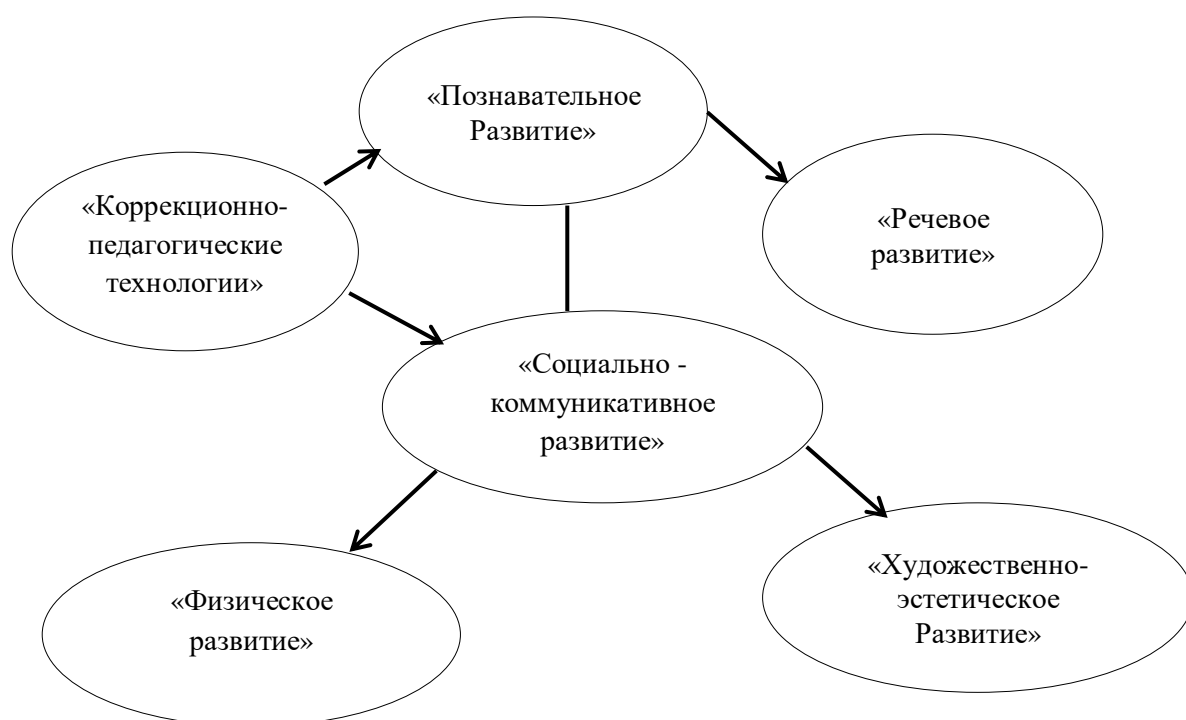 «Познавательное
Развитие»
«Коррекционно-
педагогические
технологии»
«Речевое
развитие»
«Социально -
коммуникативное
развитие»
«Физическое
развитие»
«Художественно-
эстетическое
Развитие»